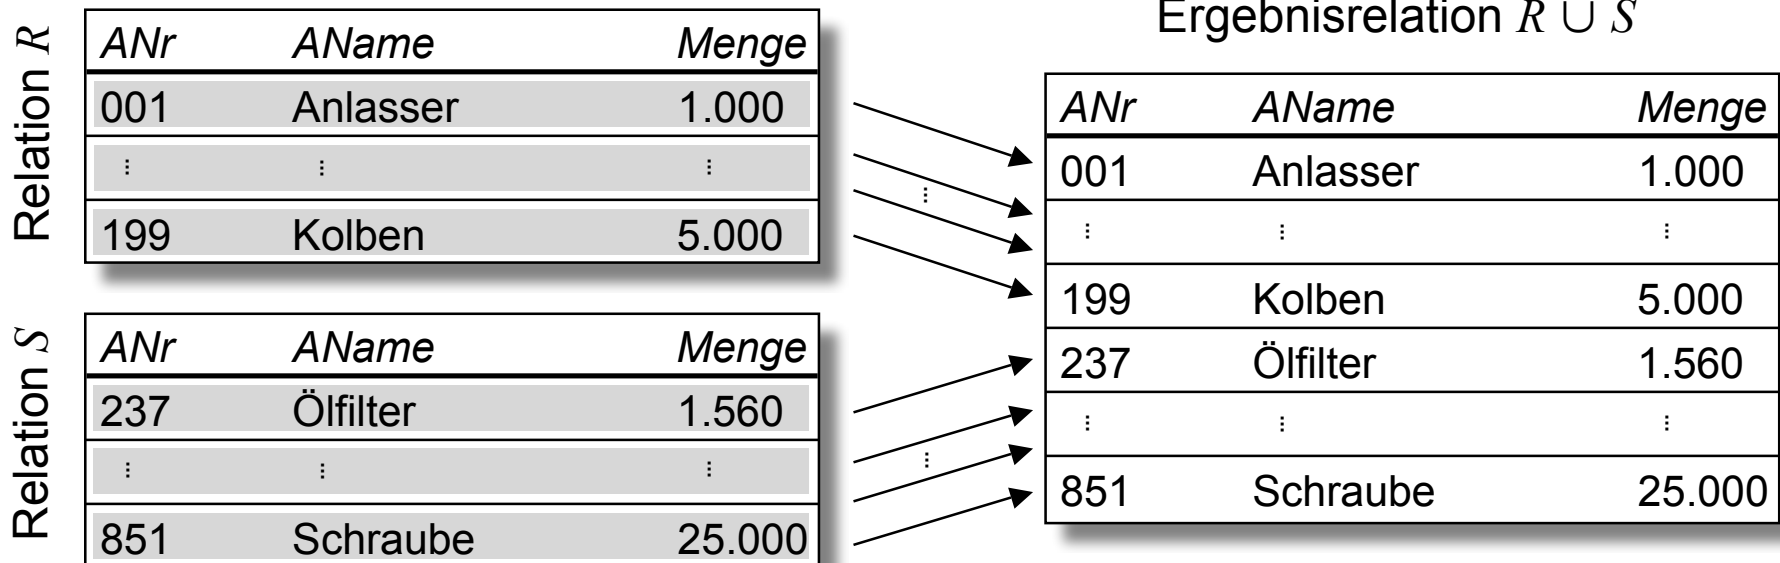 Relation R
ANr AName Menge
001 Anlasser 1.000
⋮ ⋮ ⋮
199 Kolben 5.000
Relation S
ANr AName Menge
237 Ölfilter 1.560
⋮ ⋮ ⋮
851 Schraube 25.000
⋮
⋮
Ergebnisrelation R ∪ S
ANr AName Menge
001 Anlasser 1.000
⋮ ⋮ ⋮
199 Kolben 5.000
237 Ölfilter 1.560
⋮ ⋮ ⋮
851 Schraube 25.000